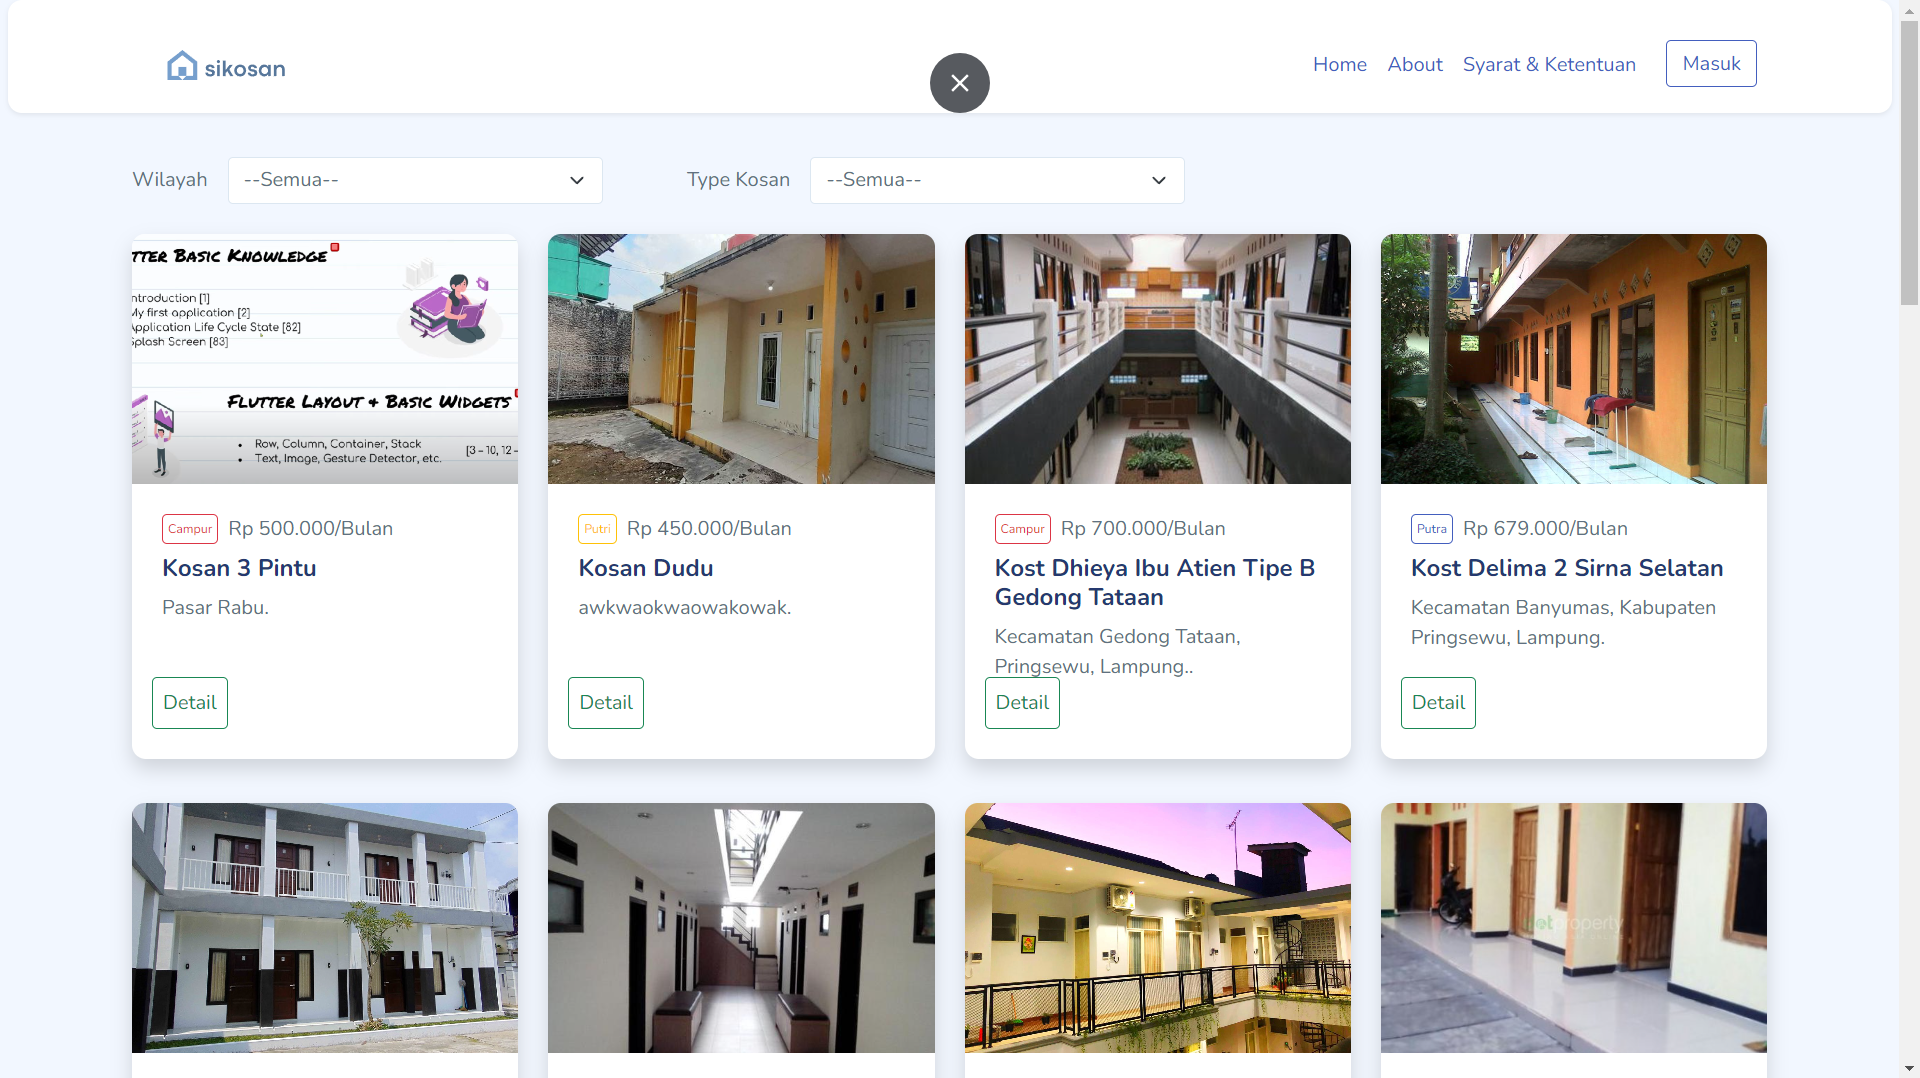 sikosan
Home
About
Syarat & Ketentuan
Masuk
Wilayah
--Semua--
Type Kosan
--Semua--
TTER BASIC KNOWLEDGE
ntroduction [1]
My first application [2]
Application Life Cycle State [82]
Splash Screen [83]
FLUTTER LAYOUT & BASIC WIDGETS
• Row, Column, Container, Stack
• Text, Image, Gesture Detector, etc.
[3 – 10, 12 –
Campur
Rp 500.000/Bulan
Kosan 3 Pintu
Pasar Rabu.
Detail
Putri
Rp 450.000/Bulan
Kosan Dudu
awkwaokwaowakowak.
Detail
Campur
Rp 700.000/Bulan
Kost Dhieya Ibu Atien Tipe B
Gedong Tataan
Kecamatan Gedong Tataan,
Pringsewu, Lampung..
Detail
Putra
Rp 679.000/Bulan
Kost Delima 2 Sirna Selatan
Kecamatan Banyumas, Kabupaten
Pringsewu, Lampung.
Detail